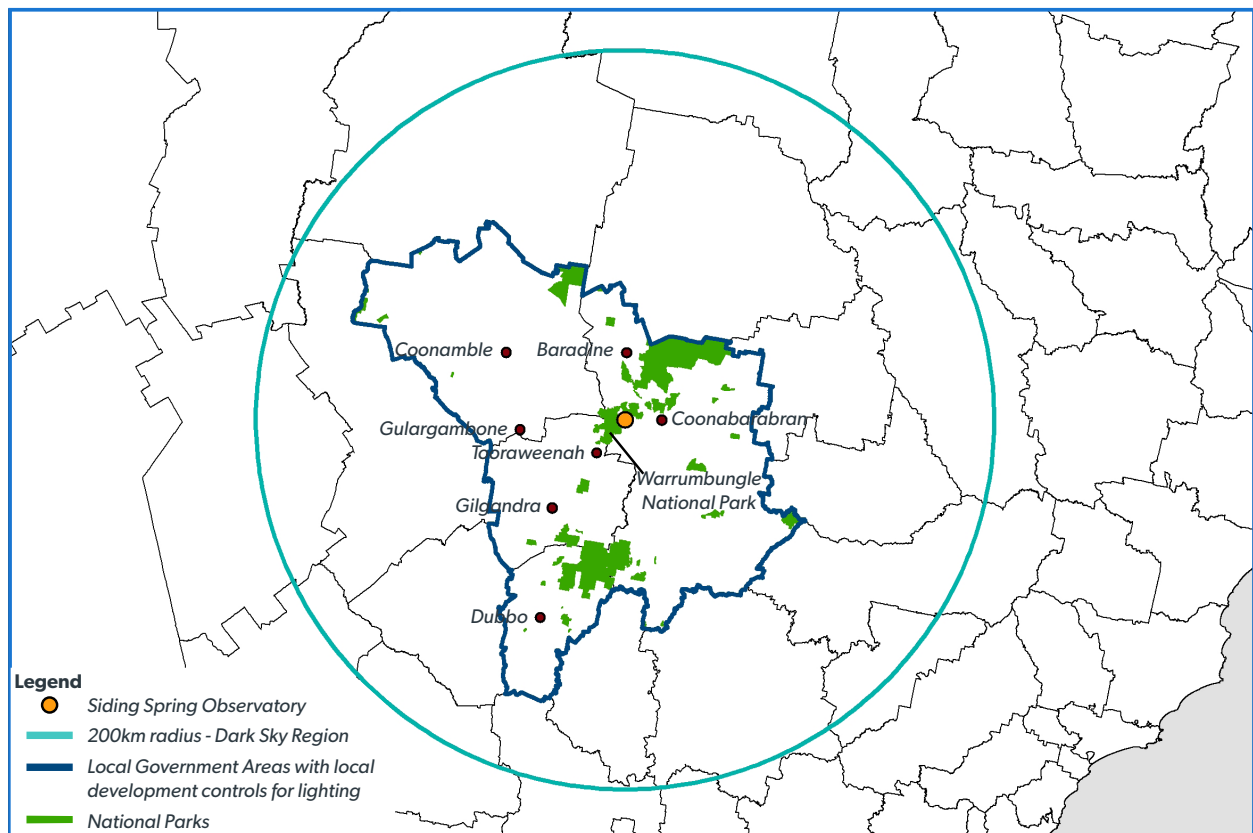 Coonamble
Baradine
Gulargambone
Coonabarabran
Tooraweenah
Warrumbungle
National Park
Gilgandra
Dubbo
Legend
Siding Spring Observatory
200km radius - Dark Sky Region
Local Government Areas with local
development controls for lighting
National Parks